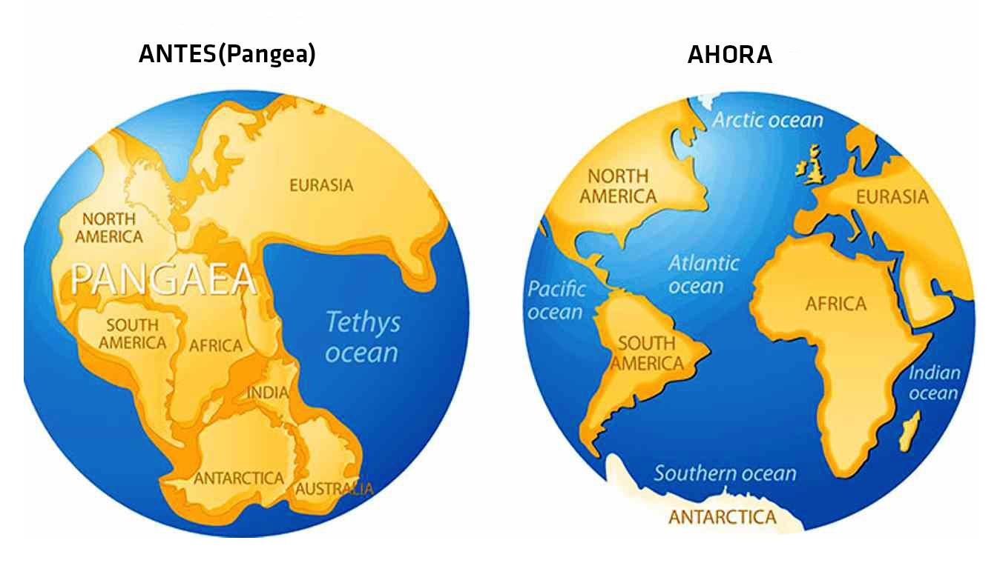 ANTES(Pangea)
AHORA
EURASIA
NORTH
AMERICA
PANGAEA
SOUTH
AMERICA
AFRICA
Tethys
ocean
INDIA
ANTARCTICA
AUSTRALIA
Arctic ocean
NORTH
AMERICA
EURASIA
Atlantic
ocean
Pacific
ocean
AFRICA
SOUTH
AMERICA
Indian
ocean
Southern ocean
ANTARCTICA